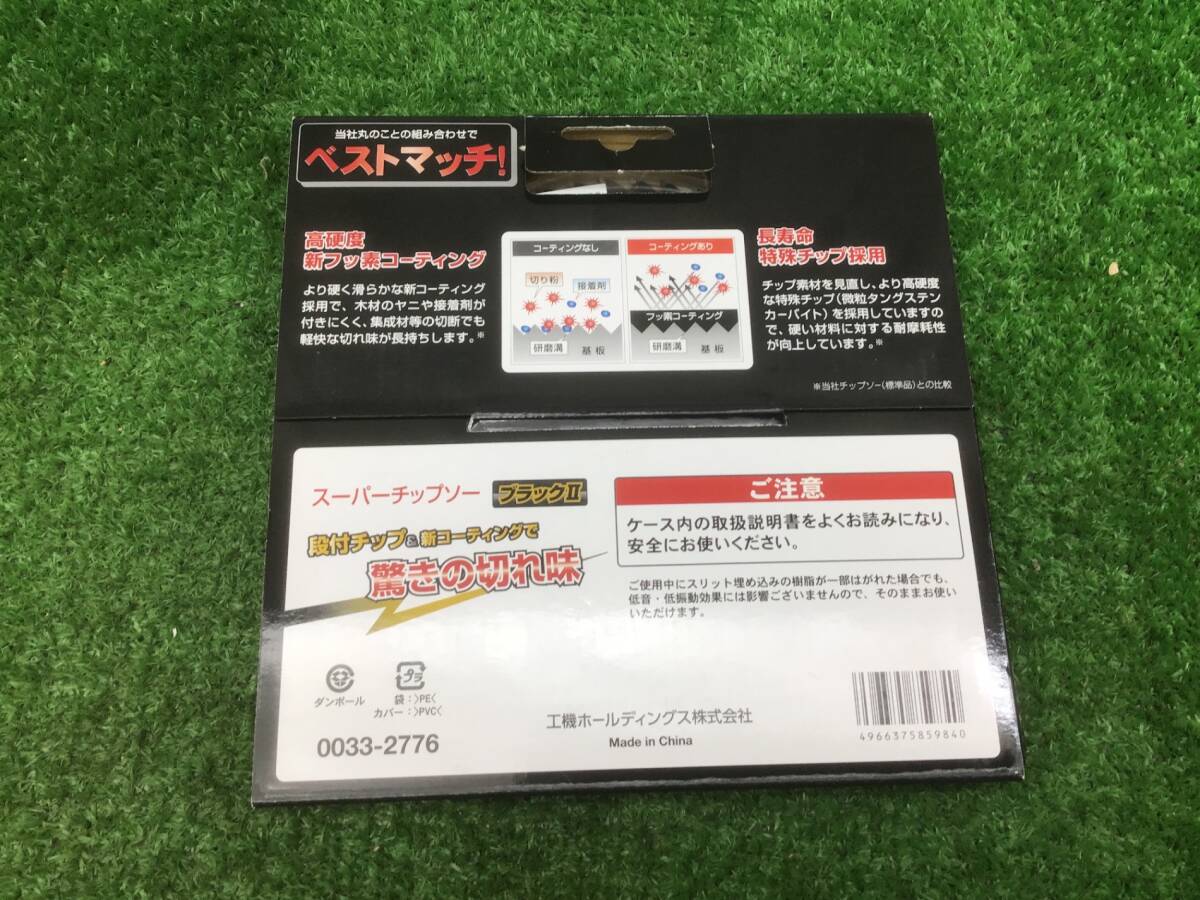 当社丸のことの組み合わせで
ベストマッチ!
高硬度
新フッ素コーティング
より硬く滑らかな新コーティング
採用で、木材のヤニや接着剤が
付きにくく、集成材等の切断でも
軽快な切れ味が長持ちします。※
コーティングなし
切り粉
接着剤
研磨溝
基板
コーティングあり
フッ素コーティング
研磨溝
基板
長寿命
特殊チップ採用
チップ素材を見直し、より高硬度
な特殊チップ(微粒タングステン
カーバイト)を採用していますの
で、硬い材料に対する耐摩耗性
が向上しています。※
※当社チップソー(標準品)との比較
スーパーチップソー ブラックII
段付チップ&新コーティングで
驚きの切れ味
ご注意
ケース内の取扱説明書をよくお読みになり、
安全にお使いください。
ご使用中にスリット埋め込みの樹脂が一部はがれた場合でも、
低音・低振動効果には影響ございませんので、そのままお使い
いただけます。
ダンボール
プラ
袋:>PE<
カバー:>PVC<
0033-2776
工機ホールディングス株式会社
Made in China
4966375859840